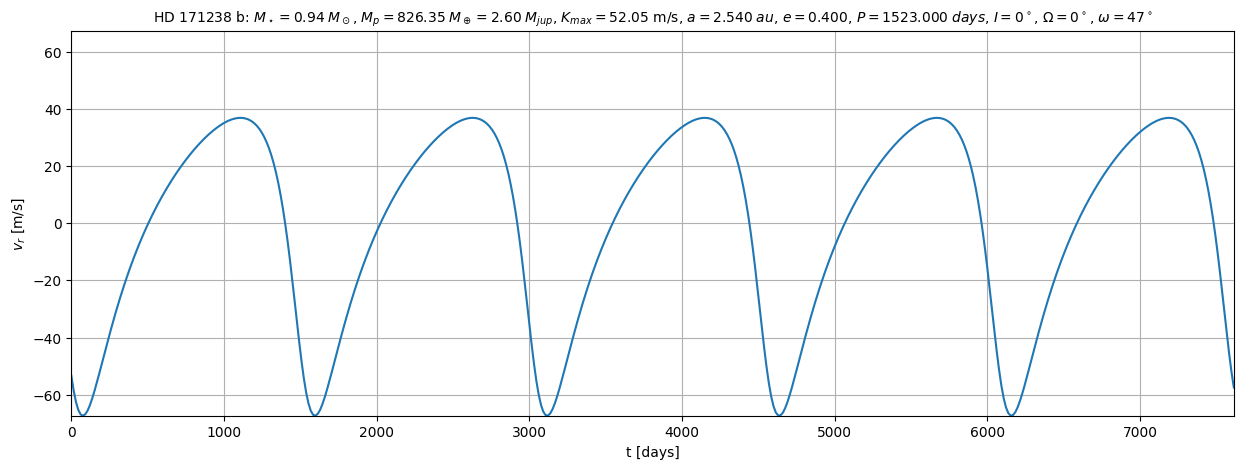 HD 171238 b: M⋆ = 0.94 M⊙, Mp = 826.35 M⊕ = 2.60 Mjup, Kmax = 52.05 m/s, a = 2.540 au, e = 0.400, P = 1523.000 days, I = 0°, Ω = 0°, ω = 47°
60
40
20
0
−20
−40
−60
vr [m/s]
0 1000 2000 3000 4000 5000 6000 7000
t [days]